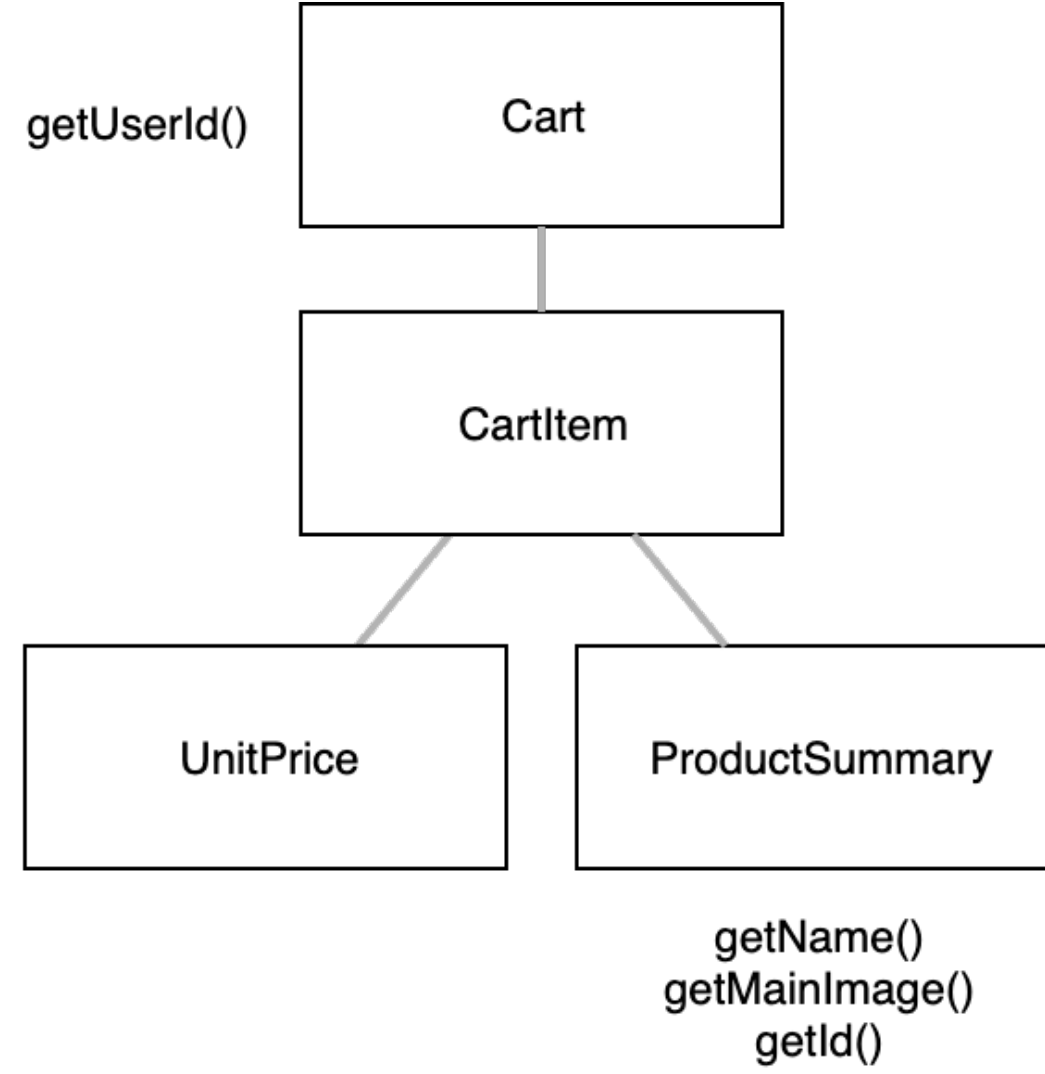 getUserId()
Cart
CartItem
UnitPrice
ProductSummary
getName()
getMainImage()
getId()